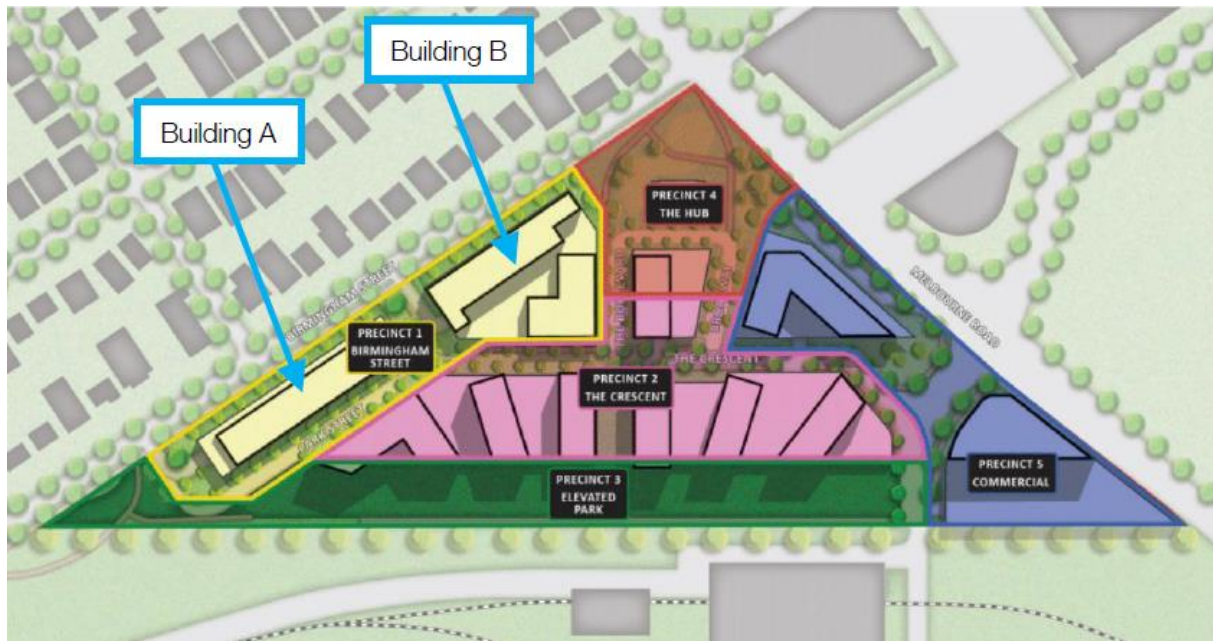 Building B
Building A
PRECINCT 4
THE HUB
BIRMINGHAM STREET
MELBOURNE ROAD
PRECINCT 1
BIRMINGHAM
STREET
THE CRESCENT
PRECINCT 2
THE CRESCENT
PARK STREET
PRECINCT 3
ELEVATED
PARK
PRECINCT 5
COMMERCIAL